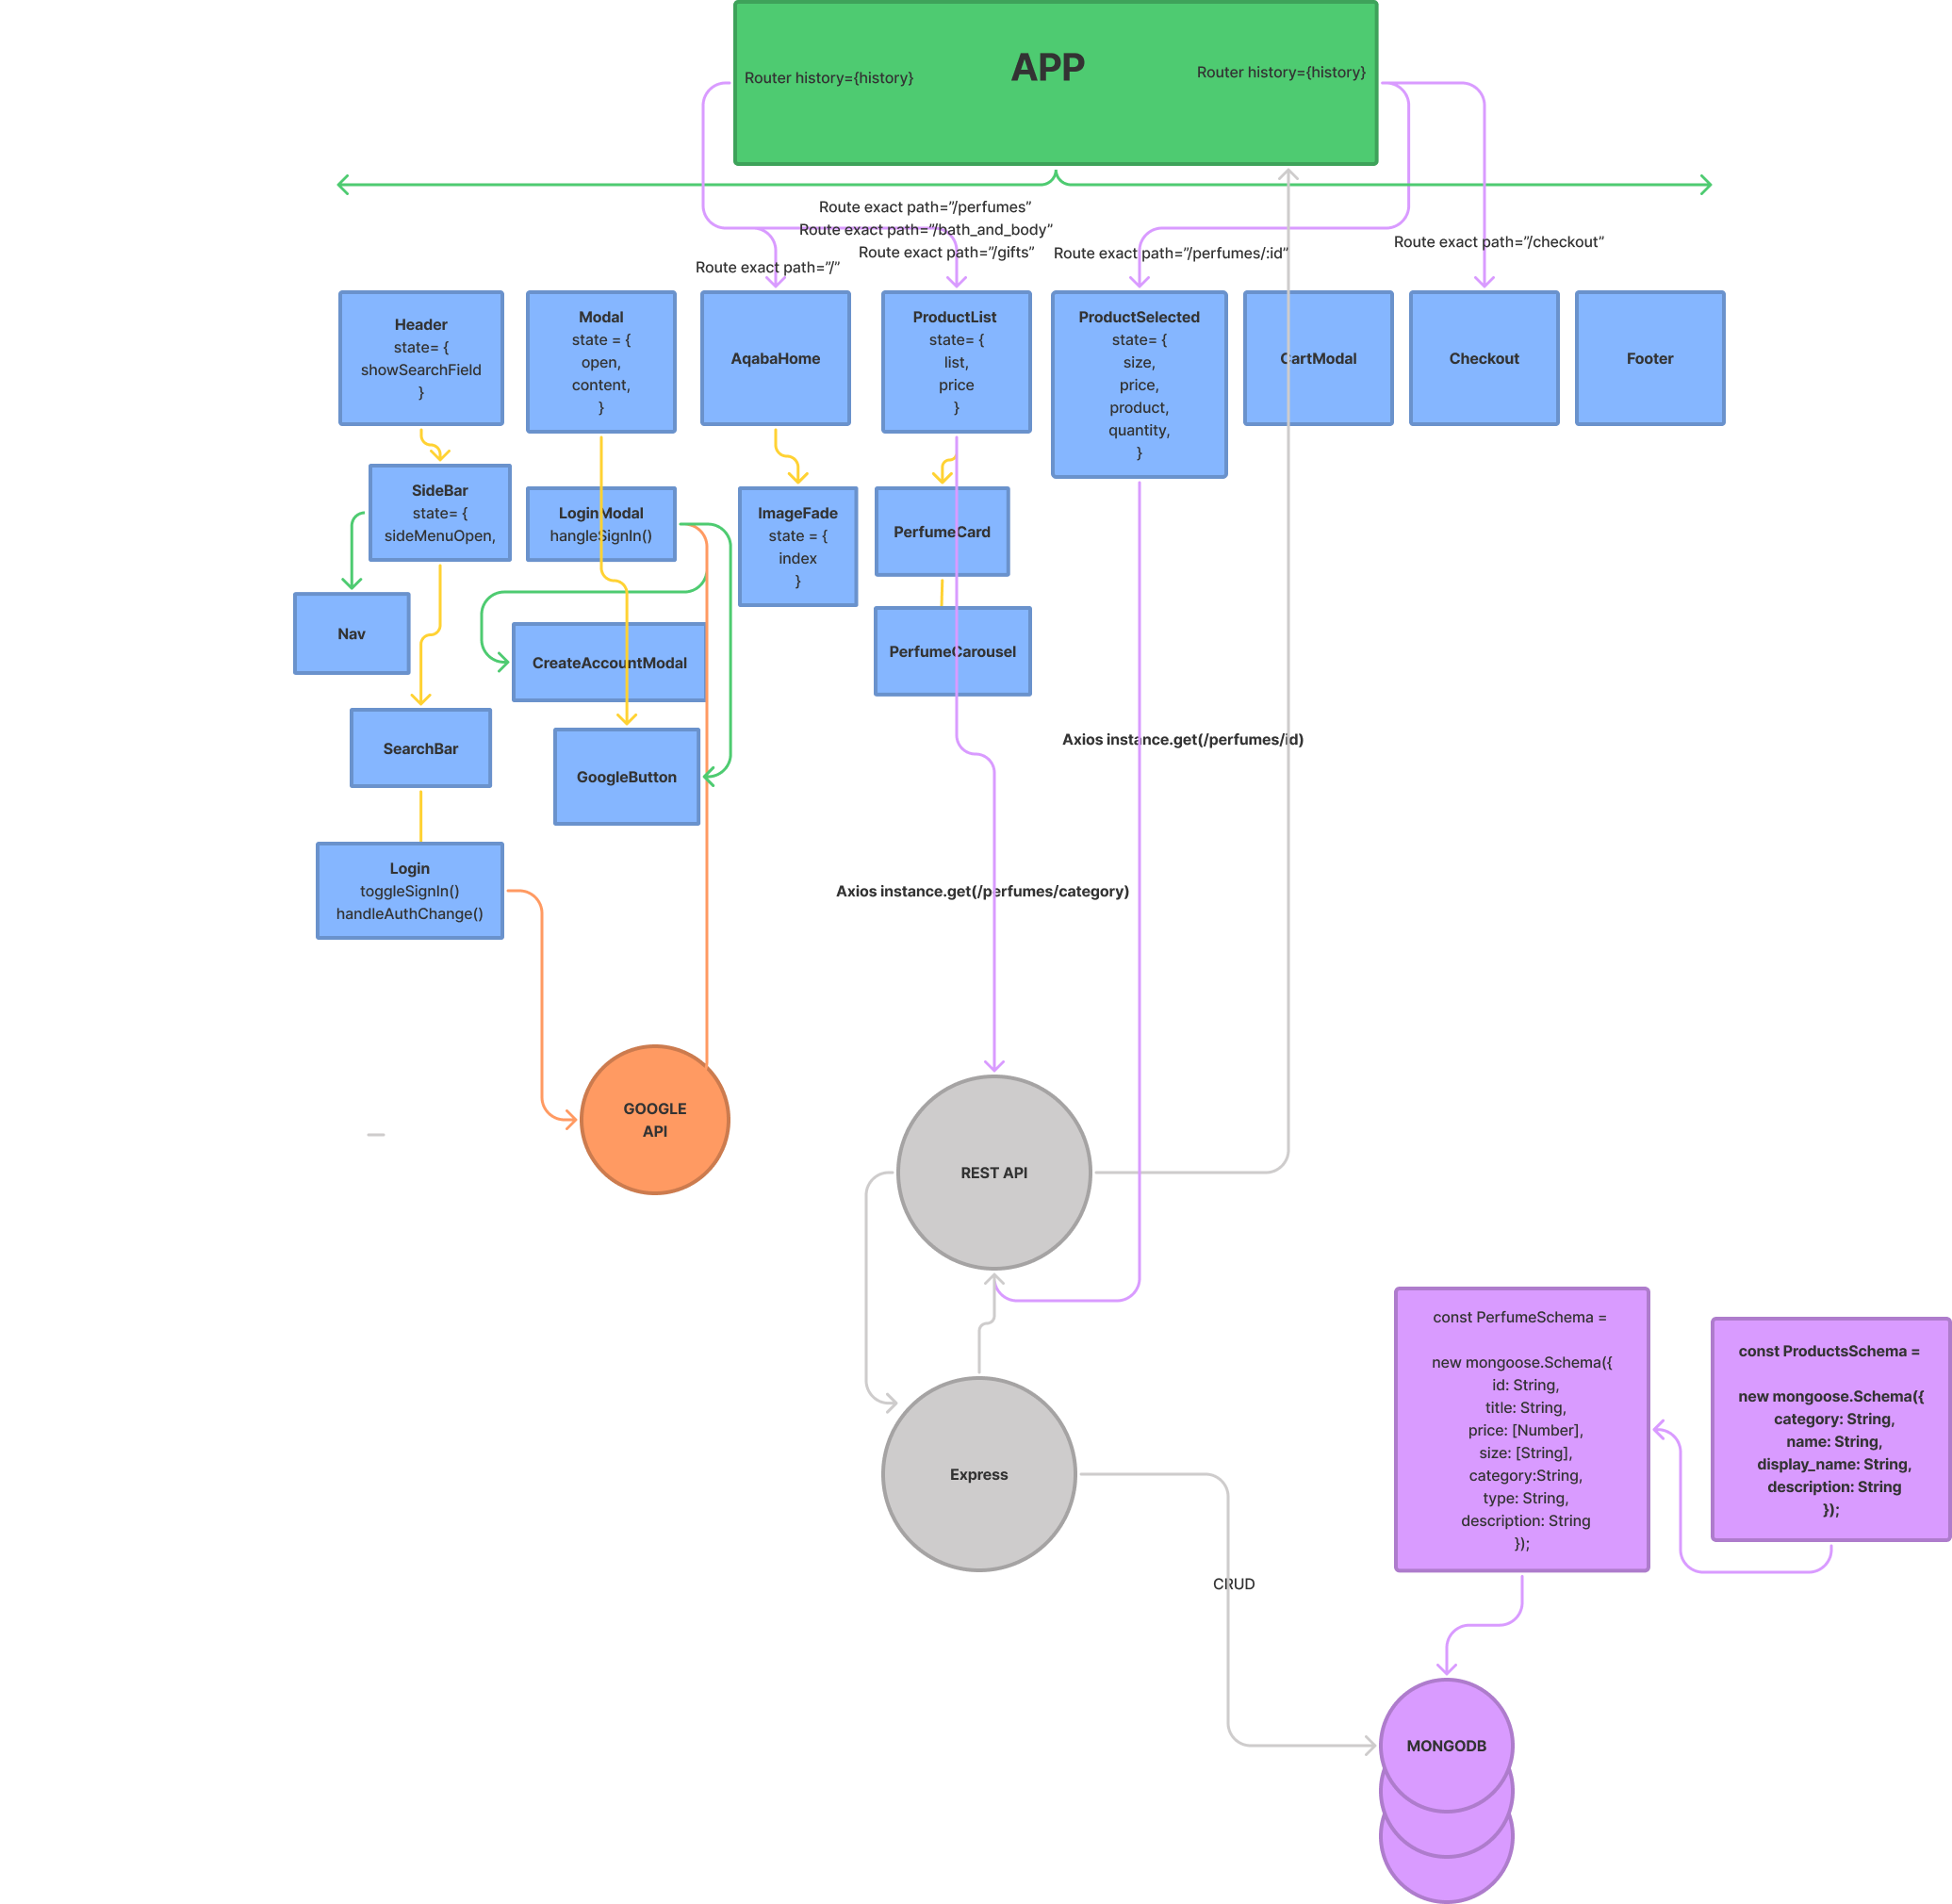 APP
Router history={history}
Router history={history}
Route exact path=”/perfumes”
Route exact path=”/bath_and_body”
Route exact path=”/gifts”
Route exact path=”/”
Route exact path=”/perfumes/:id”
Route exact path=”/checkout”
Header
state= {
showSearchField
}
Modal
state = {
open,
content,
}
AqabaHome
ProductList
state= {
list,
price
}
ProductSelected
state= {
size,
price,
product,
quantity,
}
CartModal
Checkout
Footer
SideBar
state= {
sideMenuOpen,
LoginModal
hangleSignIn()
ImageFade
state = {
index
}
PerfumeCard
Nav
CreateAccountModal
PerfumeCarousel
SearchBar
GoogleButton
Axios instance.get(/perfumes/id)
Login
toggleSignIn()
handleAuthChange()
Axios instance.get(/perfumes/category)
GOOGLE
API
REST API
Express
CRUD
const PerfumeSchema =
new mongoose.Schema({
id: String,
title: String,
price: [Number],
size: [String],
category:String,
type: String,
description: String
});
const ProductsSchema =
new mongoose.Schema({
category: String,
name: String,
display_name: String,
description: String
});
MONGODB